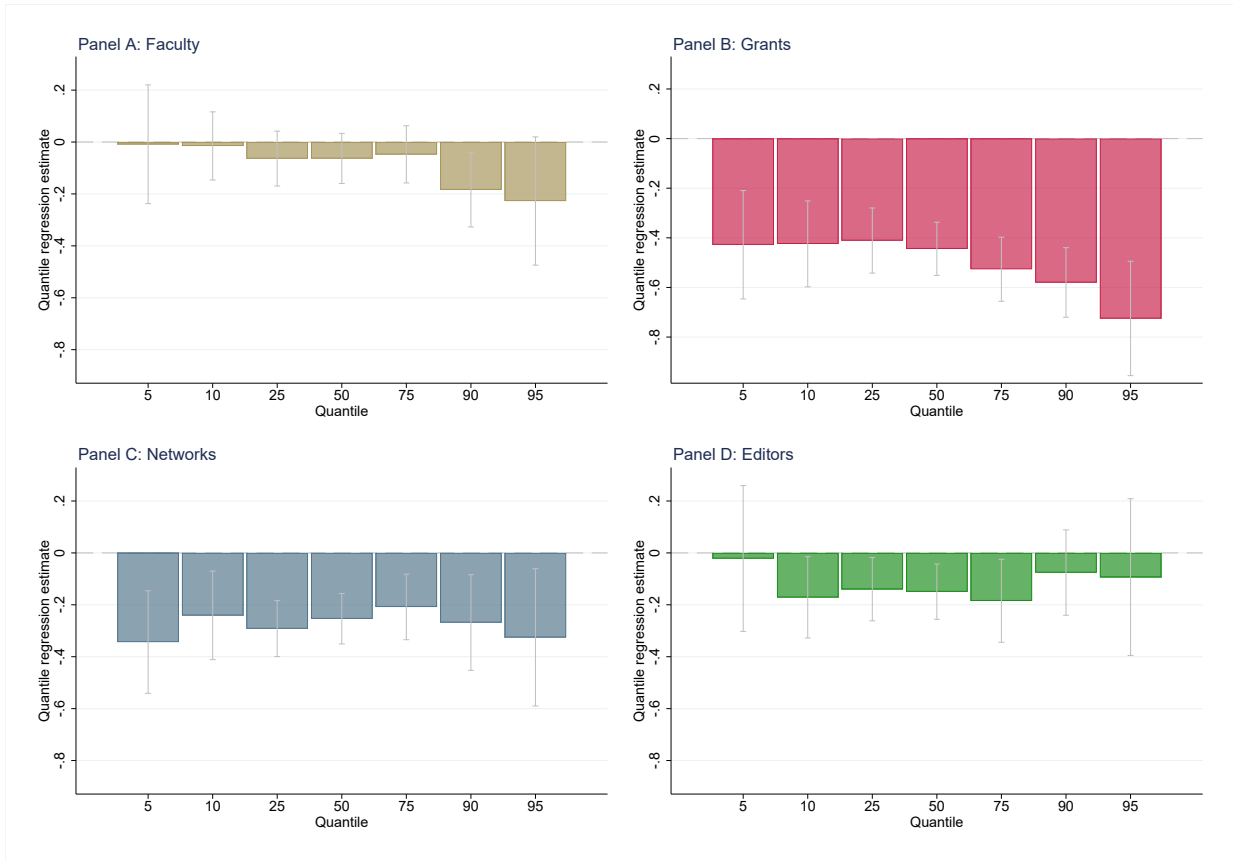 Panel A: Faculty
Quantile regression estimate
.2
0
-.2
-.4
-.6
-.8
5 10 25 50 75 90 95
Quantile
Panel B: Grants
Quantile regression estimate
.2
0
-.2
-.4
-.6
-.8
5 10 25 50 75 90 95
Quantile
Panel C: Networks
Quantile regression estimate
.2
0
-.2
-.4
-.6
-.8
5 10 25 50 75 90 95
Quantile
Panel D: Editors
Quantile regression estimate
.2
0
-.2
-.4
-.6
-.8
5 10 25 50 75 90 95
Quantile